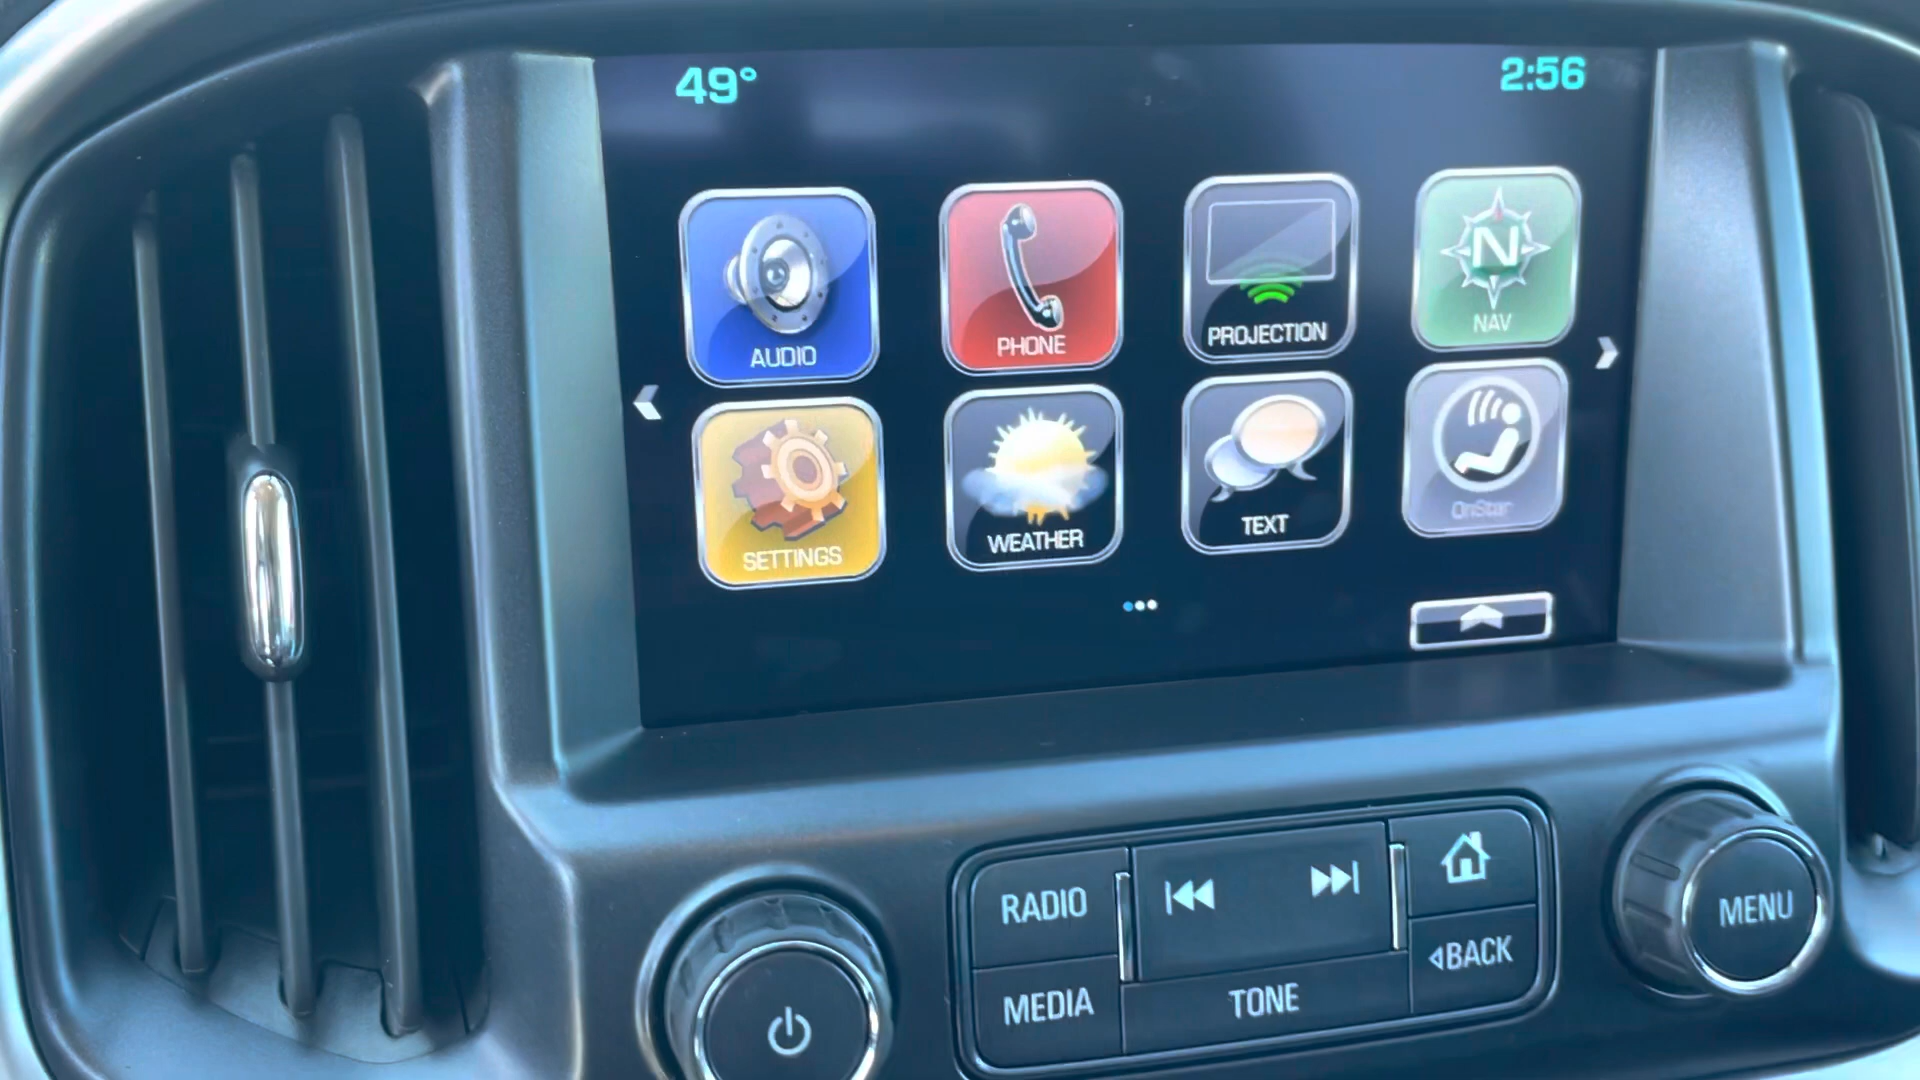 49° 2:56
AUDIO PHONE PROJECTION NAV
SETTINGS WEATHER TEXT OnStar
RADIO
MEDIA
TONE
BACK
MENU